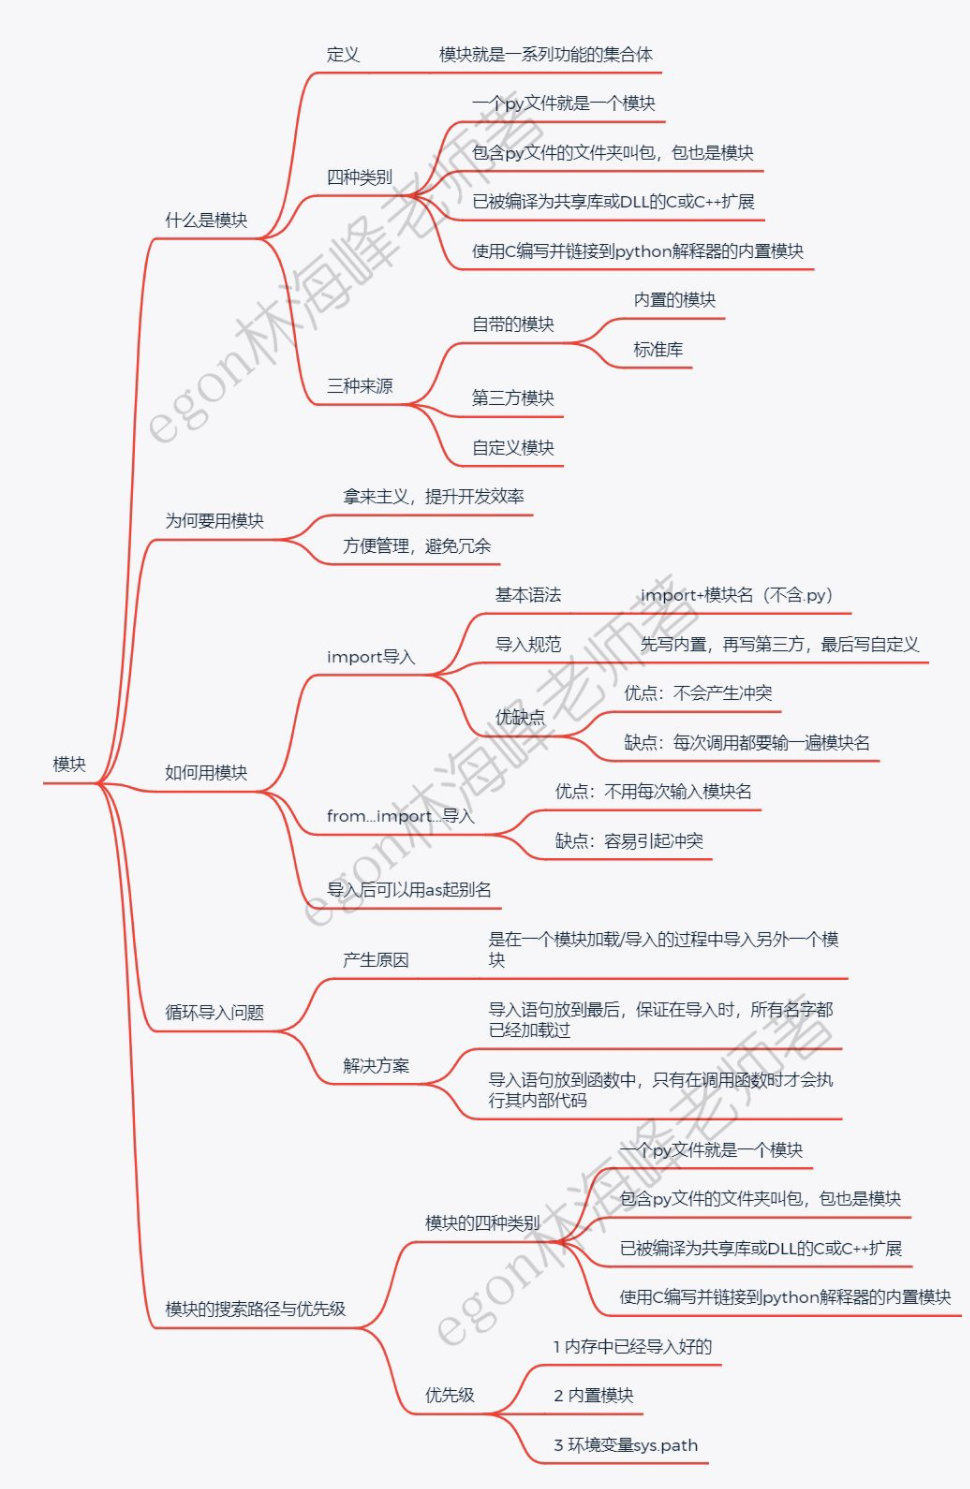 定义
模块就是一系列功能的集合体
一个py文件就是一个模块
包含py文件的文件夹叫包，包也是模块
四种类别
已被编译为共享库或DLL的C或C++扩展
什么是模块
使用C编写并链接到python解释器的内置模块
内置的模块
自带的模块
标准库
三种来源
第三方模块
自定义模块
egon林海峰老师著
拿来主义，提升开发效率
为何要用模块
方便管理，避免冗余
基本语法
import+模块名（不含.py）
导入规范
先写内置，再写第三方，最后写自定义
import导入
优点：不会产生冲突
优缺点
缺点：每次调用都要输一遍模块名
模块
如何用模块
优点：不用每次输入模块名
from...import...导入
缺点：容易引起冲突
导入后可以用as起别名
egon林海峰老师著
是在一个模块加载/导入的过程中导入另外一个模
块
产生原因
循环导入问题
导入语句放到最后，保证在导入时，所有名字都
已经加载过
解决方案
导入语句放到函数中，只有在调用函数时才会执
行其内部代码
一个py文件就是一个模块
包含py文件的文件夹叫包，包也是模块
模块的四种类别
已被编译为共享库或DLL的C或C++扩展
使用C编写并链接到python解释器的内置模块
模块的搜索路径与优先级
egon林海峰老师著
1 内存中已经导入好的
优先级
2 内置模块
3 环境变量sys.path